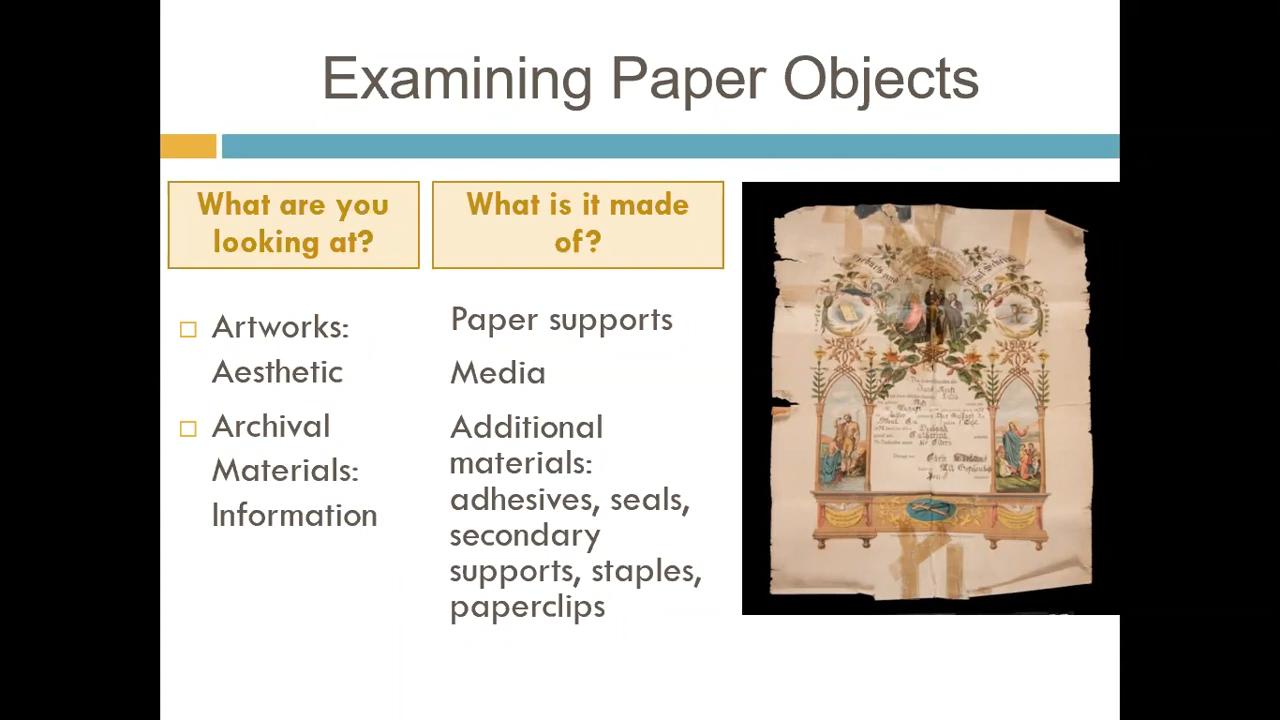 Examining Paper Objects
What are you
looking at?
Artworks:
Aesthetic
Archival
Materials:
Information
What is it made
of?
Paper supports
Media
Additional
materials:
adhesives, seals,
secondary
supports, staples,
paperclips